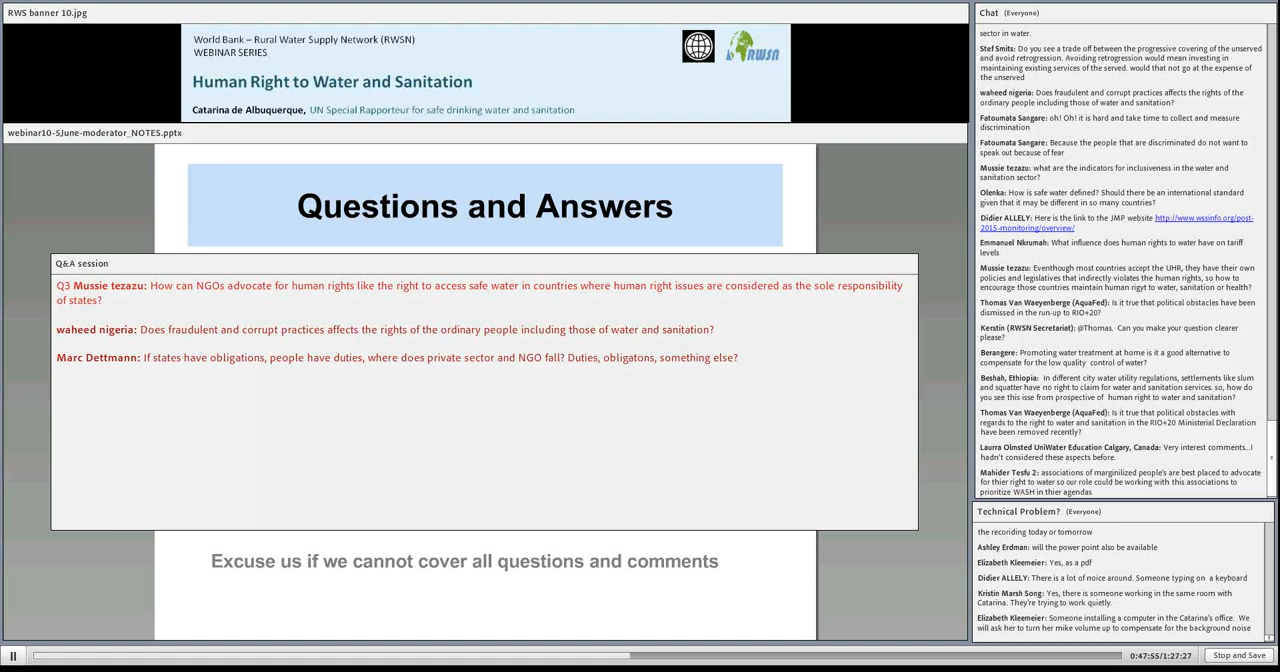 RWS banner 10.jpg
World Bank – Rural Water Supply Network (RWSN)
WEBINAR SERIES
Human Right to Water and Sanitation
Catarina de Albuquerque, UN Special Rapporteur for safe drinking water and sanitation
RWSN
webinar10-5June-moderator_NOTES.pptx
Questions and Answers
Q&A session
Q3 Mussie tezazu: How can NGOs advocate for human rights like the right to access safe water in countries where human right issues are considered as the sole responsibility
of states?
waheed nigeria: Does fraudulent and corrupt practices affects the rights of the ordinary people including those of water and sanitation?
Marc Dettmann: If states have obligations, people have duties, where does private sector and NGO fall? Duties, obligatons, something else?
Excuse us if we cannot cover all questions and comments
Chat (Everyone)
sector in water.
Stef Smits: Do you see a trade off between the progressive covering of the unserved
and avoid retrogression. Avoiding retrogression would mean investing in
maintaining existing services of the served. would that not go at the expense of
the unserved
waheed nigeria: Does fraudulent and corrupt practices affects the rights of the
ordinary people including those of water and sanitation?
Fatoumata Sangare: oh! Oh! it is hard and take time to collect and measure
discrimination
Fatoumata Sangare: Because the people that are discriminated do not want to
speak out because of fear
Mussie tezazu: what are the indicators for inclusiveness in the water and
sanitation sector?
Olenka: How is safe water defined? Should there be an international standard
given that it may be different in so many countries?
Didier ALLELY: Here is the link to the JMP website http://www.wssinfo.org/post-
2015-monitoring/overview/
Emmanuel Nkrumah: What influence does human rights to water have on tariff
levels
Mussie tezazu: Eventhough most countries accept the UHR, they have their own
policies and legislatives that indirectly violates the human rights, so how to
encourage host countries maintain human rigyt to water, sanitation or health?
Thomas Van Waeyenberge (AquaFed): Is it true that political obstacles have been
dismissed in the run-up to RIO+20?
Kerstin (RWSN Secretariat): @Thomas. Can you make your question clearer
please?
Berangere: Promoting water treatment at home is it a good alternative to
compensate for the low quality control of water?
Beshah, Ethiopia: In different city water utility regulations, settlements like slum
and squatter have no right to claim for water and sanitation services. so, how do
you see this isse from prospective of human right to water and sanitation?
Thomas Van Waeyenberge (AquaFed): Is it true that political obstacles with
regards to the right to water and sanitation in the RIO+20 Ministerial Declaration
have been removed recently?
Laurra Olmsted UniWater Education Calgary, Canada: Very interest comments...I
hadn't considered these aspects before.
Mahider Tesfu 2: associations of marginilized people's are best placed to advocate
for thier right to water so our role could be working with this associations to
prioritize WASH in thier agendas
Technical Problem? (Everyone)
the recoriding today or tomorrow
Ashley Erdman: will the power point also be available
Elizabeth Kleemeier: Yes, as a pdf
Didier ALLELY: There is a lot of noice around. Someone typing on a keyboard
Kristin Marsh Song: Yes, there is someone working in the same room with
Catarina. They're trying to work quietly.
Elizabeth Kleemeier: Someone installing a computer in the Catarina's office. We
will ask her to turn her mike volume up to compensate for the background noise
0:47:55/1:27:27
Stop and Save